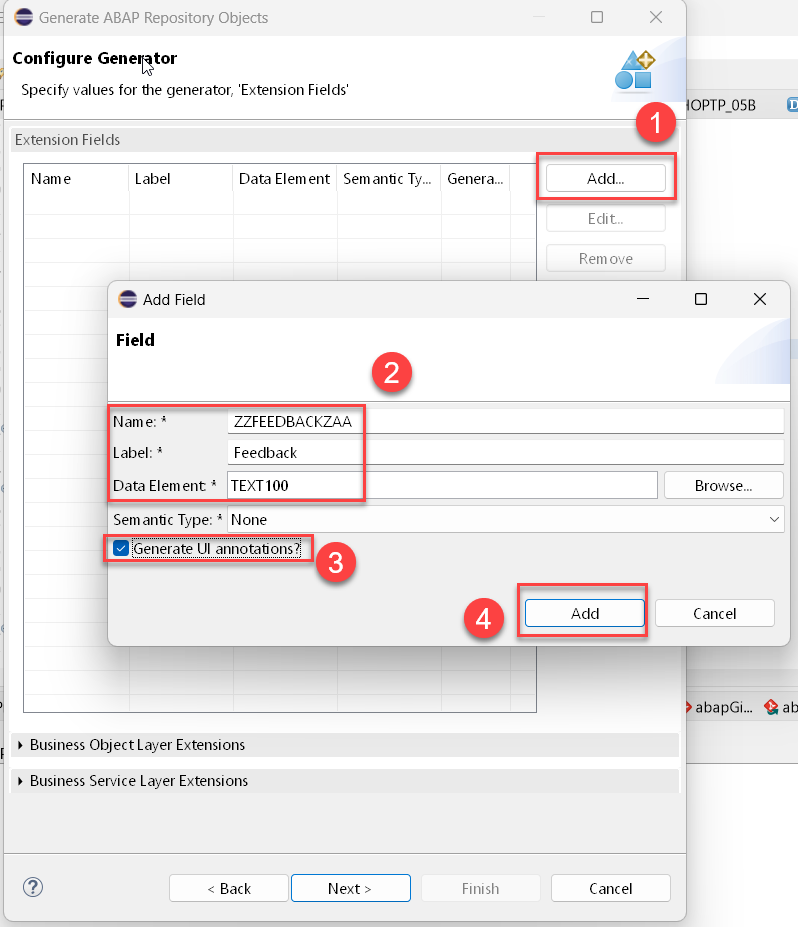 Generate ABAP Repository Objects
Configure Generator
Specify values for the generator, 'Extension Fields'
HOPTP_05B
1
Extension Fields
Name Label Data Element Semantic Ty... Genera...
Add...
Edit...
Remove
Add Field
Field
2
Name: * ZZFEEDBACKZAA
Label: * Feedback
Data Element: * TEXT100 Browse...
Semantic Type: * None
Generate UI annotations?
3
4
Add Cancel
abapGi... ab
Business Object Layer Extensions
Business Service Layer Extensions
? < Back Next > Finish Cancel